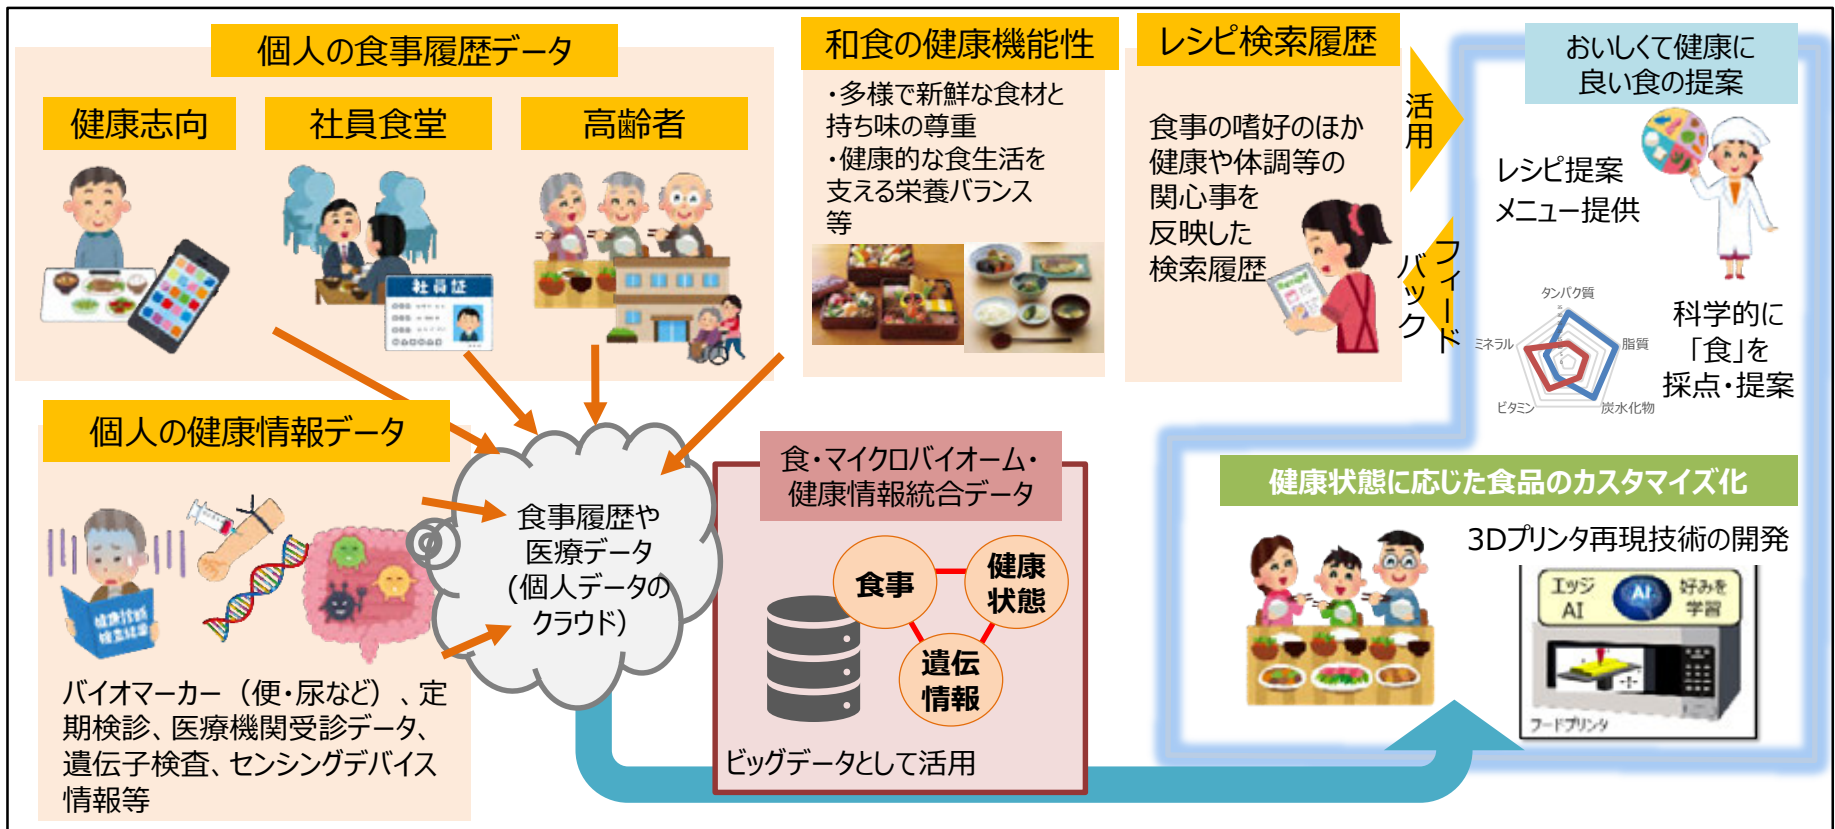 個人の食事履歴データ
健康志向
社員食堂
高齢者
社員証
和食の健康機能性
・多様で新鮮な食材と
持ち味の尊重
・健康的な食生活を
支える栄養バランス
等
レシピ検索履歴
食事の嗜好のほか
健康や体調等の
関心事を
反映した
検索履歴
活用
フィード
バック
おいしくて健康に
良い食の提案
レシピ提案
メニュー提供
タンパク質
脂質
炭水化物
ビタミン
ミネラル
科学的に
「食」を
採点・提案
個人の健康情報データ
健康診断
検査結果
バイオマーカー（便・尿など）、定
期検診、医療機関受診データ、
遺伝子検査、センシングデバイス
情報等
食事履歴や
医療データ
(個人データの
クラウド）
食・マイクロバイオーム・
健康情報統合データ
食事
健康
状態
遺伝
情報
ビッグデータとして活用
健康状態に応じた食品のカスタマイズ化
3Dプリンタ再現技術の開発
エッジ
AI
AI
好みを
学習
フードプリンタ